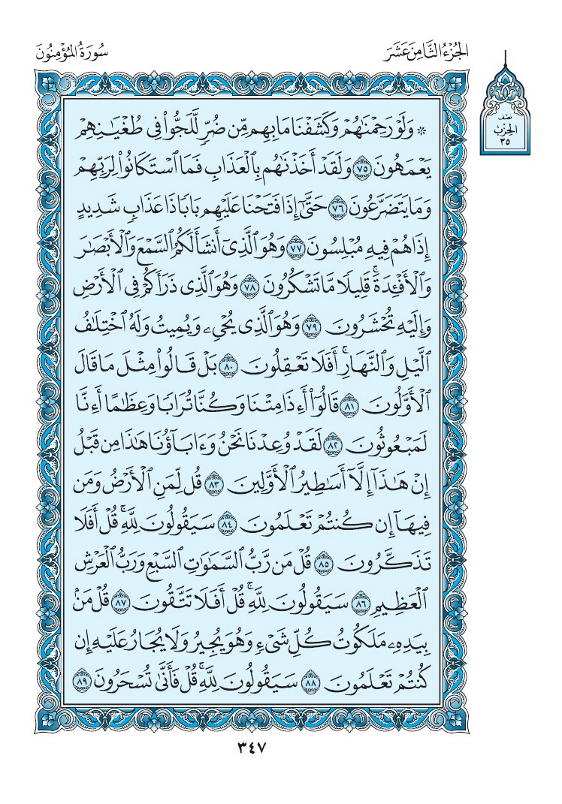 الجُزْءُ الثَّامِنَ عَشَرَ
سُورَةُ المُؤْمِنُونَ
نصف
الحِزْب
٣٥
۞ وَلَوْ رَحِمْنَٰهُمْ وَكَشَفْنَا مَا بِهِم مِّن ضُرٍّ لَّلَجُّوا۟ فِى طُغْيَٰنِهِمْ
يَعْمَهُونَ ٧٥ وَلَقَدْ أَخَذْنَٰهُم بِٱلْعَذَابِ فَمَا ٱسْتَكَانُوا۟ لِرَبِّهِمْ
وَمَا يَتَضَرَّعُونَ ٧٦ حَتَّىٰٓ إِذَا فَتَحْنَا عَلَيْهِم بَابًا ذَا عَذَابٍ شَدِيدٍ
إِذَا هُمْ فِيهِ مُبْلِسُونَ ٧٧ وَهُوَ ٱلَّذِىٓ أَنشَأَ لَكُمُ ٱلسَّمْعَ وَٱلْأَبْصَٰرَ
وَٱلْأَفْـِٔدَةَ ۚ قَلِيلًا مَّا تَشْكُرُونَ ٧٨ وَهُوَ ٱلَّذِى ذَرَأَكُمْ فِى ٱلْأَرْضِ
وَإِلَيْهِ تُحْشَرُونَ ٧٩ وَهُوَ ٱلَّذِى يُحْىِۦ وَيُمِيتُ وَلَهُ ٱخْتِلَٰفُ
ٱلَّيْلِ وَٱلنَّهَارِ ۚ أَفَلَا تَعْقِلُونَ ٨٠ بَلْ قَالُوا۟ مِثْلَ مَا قَالَ
ٱلْأَوَّلُونَ ٨١ قَالُوٓا۟ أَءِذَا مِتْنَا وَكُنَّا تُرَابًا وَعِظَٰمًا أَءِنَّا
لَمَبْعُوثُونَ ٨٢ لَقَدْ وُعِدْنَا نَحْنُ وَءَابَآؤُنَا هَٰذَا مِن قَبْلُ
إِنْ هَٰذَآ إِلَّآ أَسَٰطِيرُ ٱلْأَوَّلِينَ ٨٣ قُل لِّمَنِ ٱلْأَرْضُ وَمَن
فِيهَآ إِن كُنتُمْ تَعْلَمُونَ ٨٤ سَيَقُولُونَ لِلَّهِ ۚ قُلْ أَفَلَا
تَذَكَّرُونَ ٨٥ قُلْ مَن رَّبُّ ٱلسَّمَٰوَٰتِ ٱلسَّبْعِ وَرَبُّ ٱلْعَرْشِ
ٱلْعَظِيمِ ٨٦ سَيَقُولُونَ لِلَّهِ ۚ قُلْ أَفَلَا تَتَّقُونَ ٨٧ قُلْ مَنۢ
بِيَدِهِۦ مَلَكُوتُ كُلِّ شَىْءٍ وَهُوَ يُجِيرُ وَلَا يُجَارُ عَلَيْهِ إِن
كُنتُمْ تَعْلَمُونَ ٨٨ سَيَقُولُونَ لِلَّهِ ۚ قُلْ فَأَنَّىٰ تُسْحَرُونَ ٨٩
٣٤٧